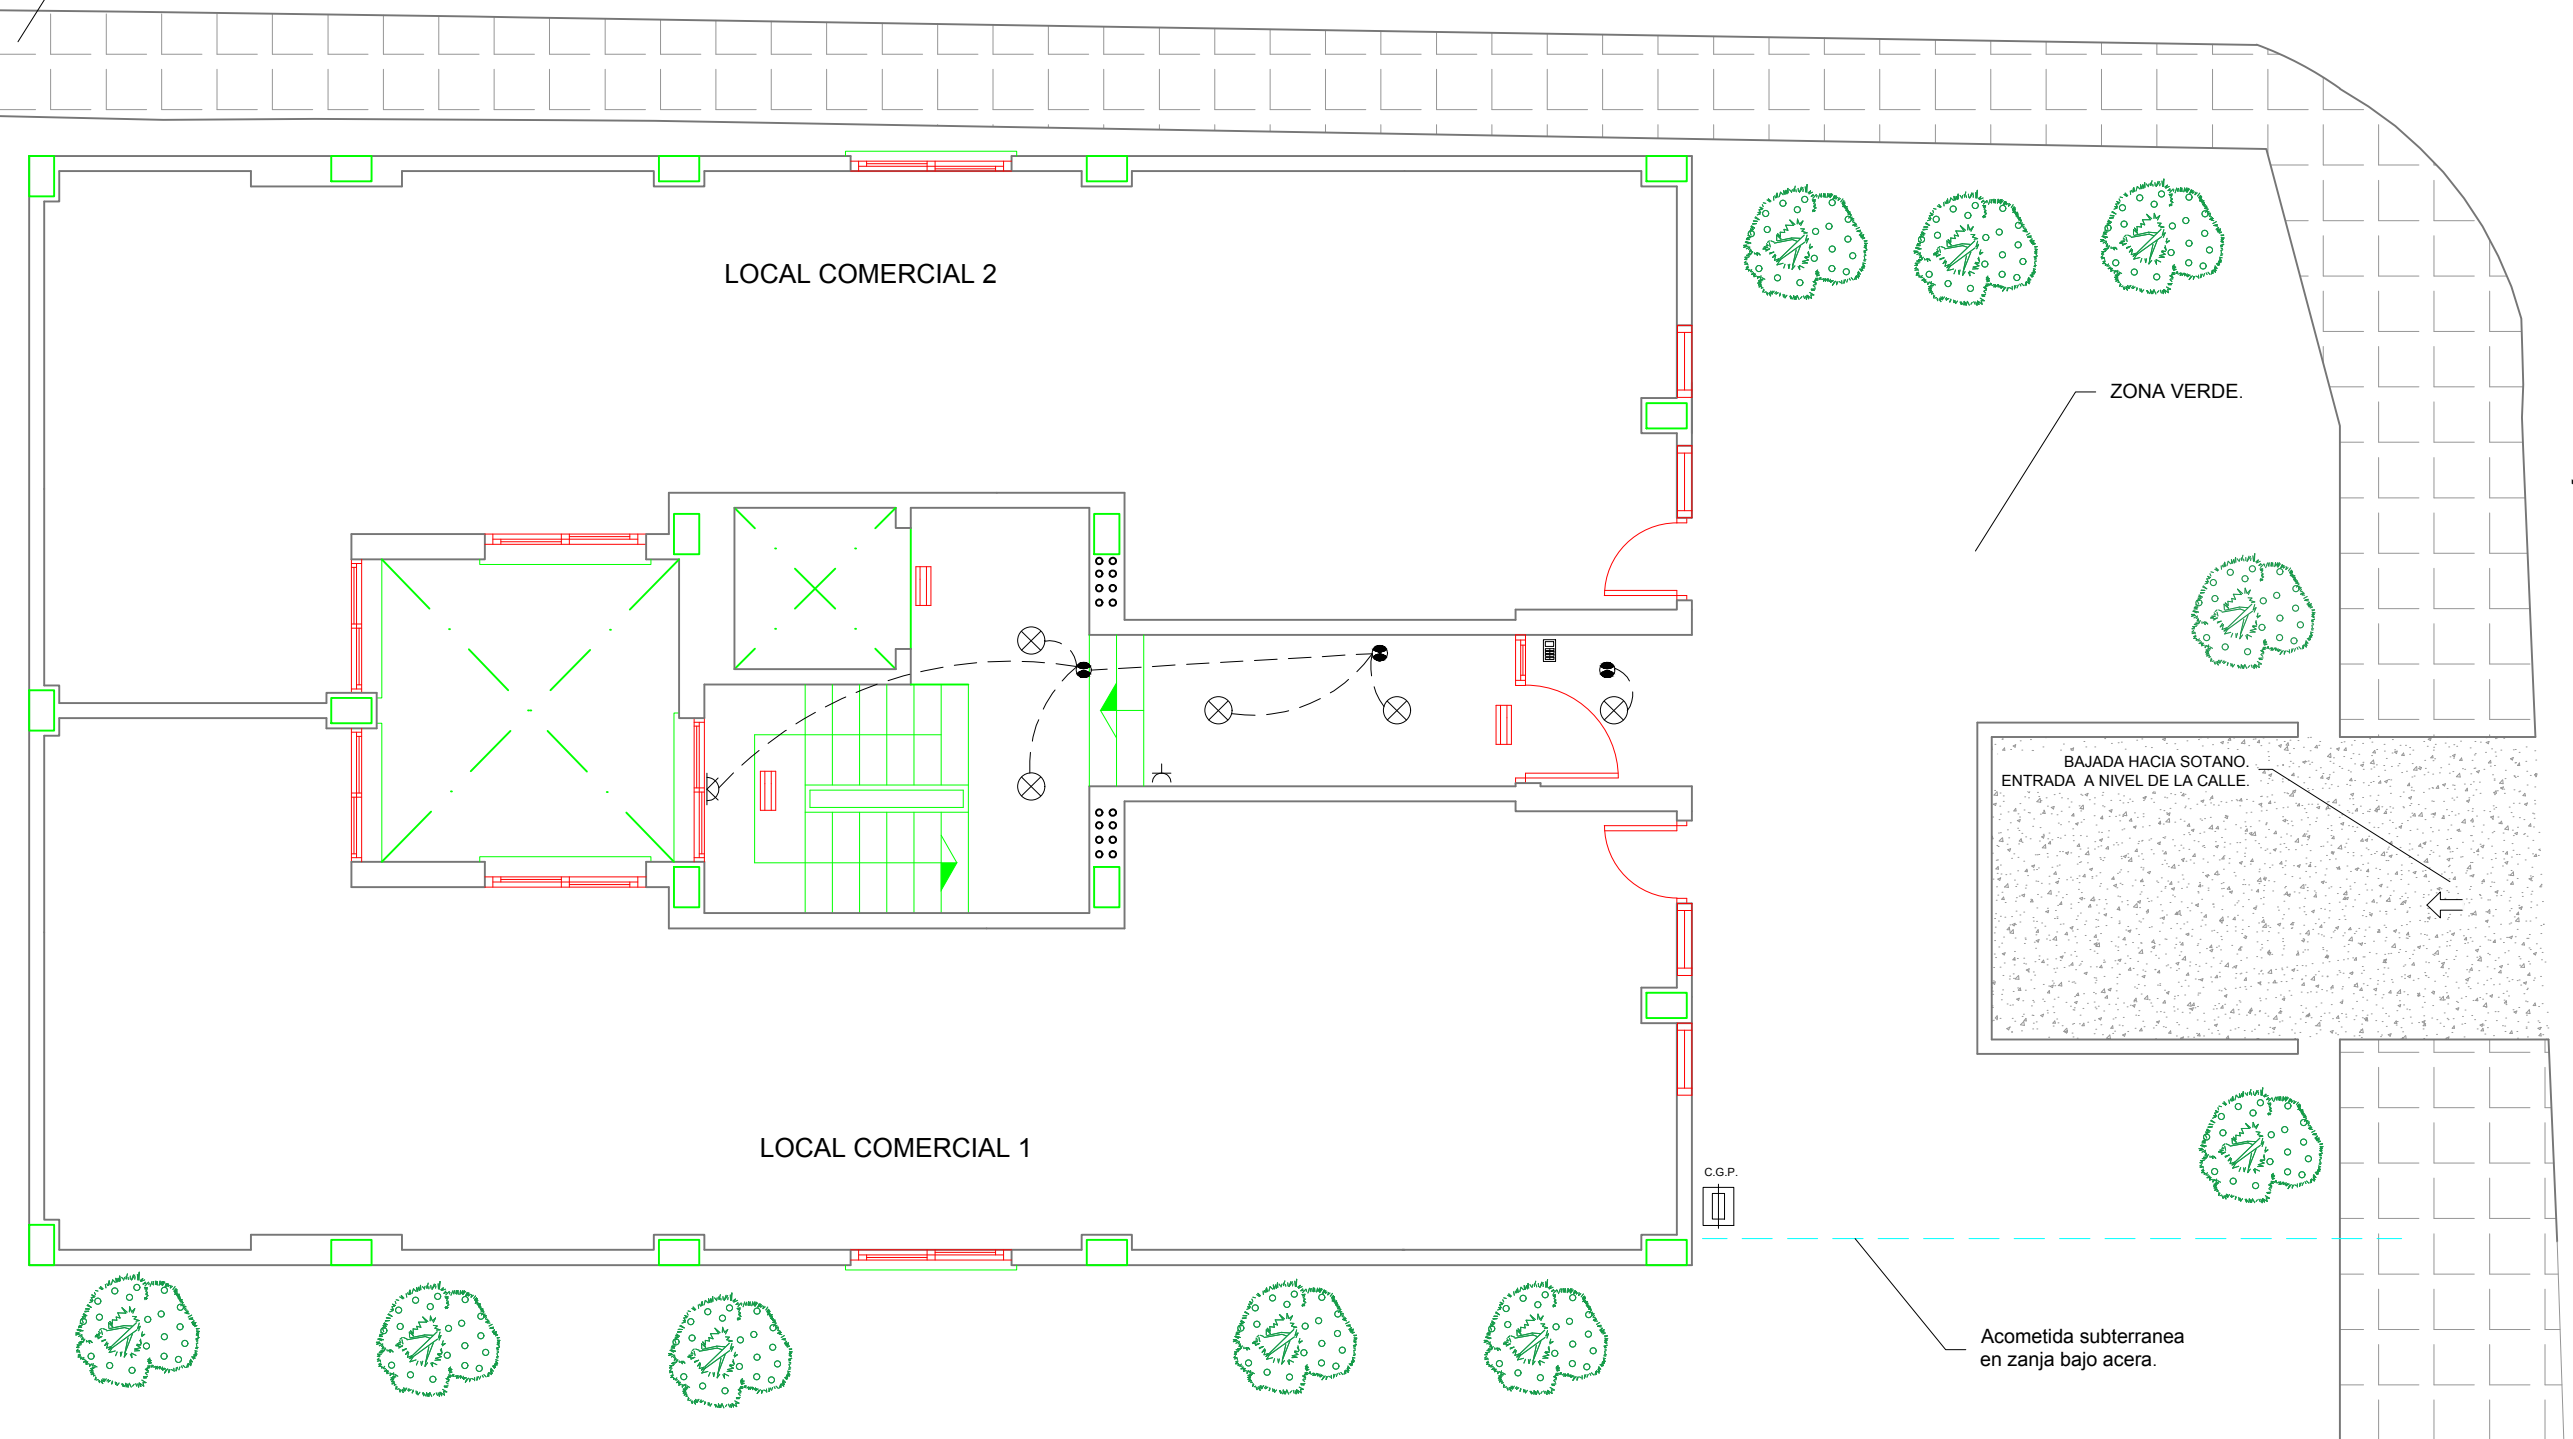 LOCAL COMERCIAL 2
ZONA VERDE.
BAJADA HACIA SOTANO.
ENTRADA A NIVEL DE LA CALLE.
LOCAL COMERCIAL 1
C.G.P.
Acometida subterranea
en zanja bajo acera.